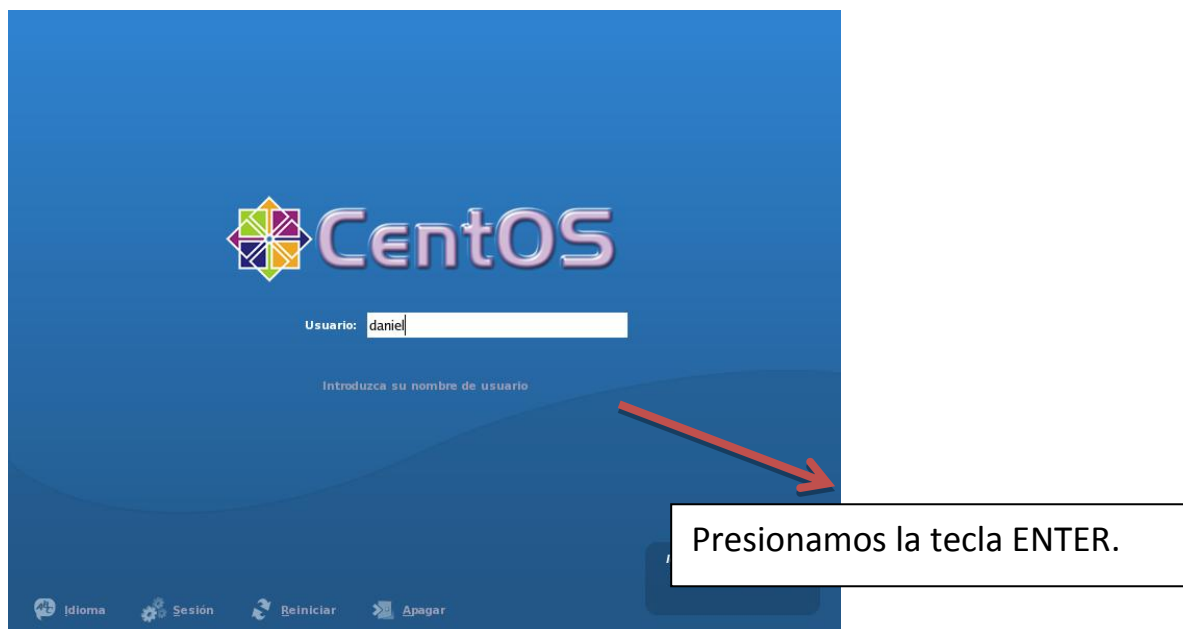 CentOS
Usuario: daniel
Introduzca su nombre de usuario
Presionamos la tecla ENTER.
Idioma Sesión Reiniciar Apagar